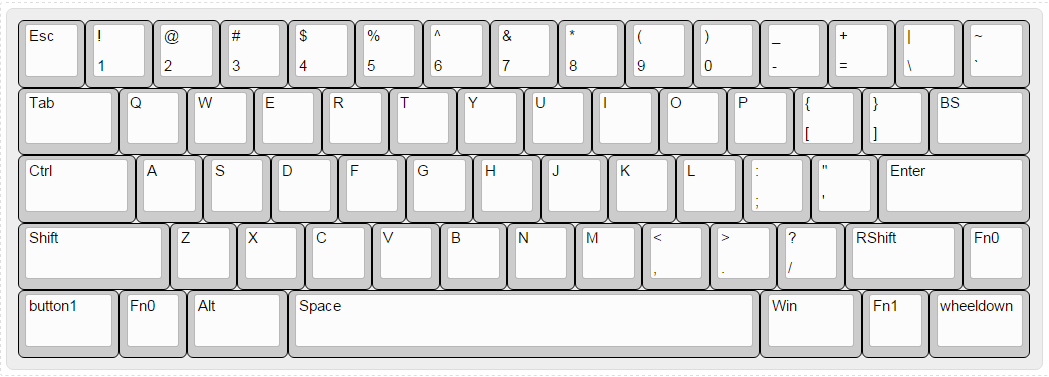 Esc ! @ # $ % ^ & * ( ) _ + | ~
1 2 3 4 5 6 7 8 9 0 - = \ `
Tab Q W E R T Y U I O P { } BS
[ ]
Ctrl A S D F G H J K L : " Enter
; '
Shift Z X C V B N M < > ? RShift Fn0
, . /
button1 Fn0 Alt Space Win Fn1 wheeldown